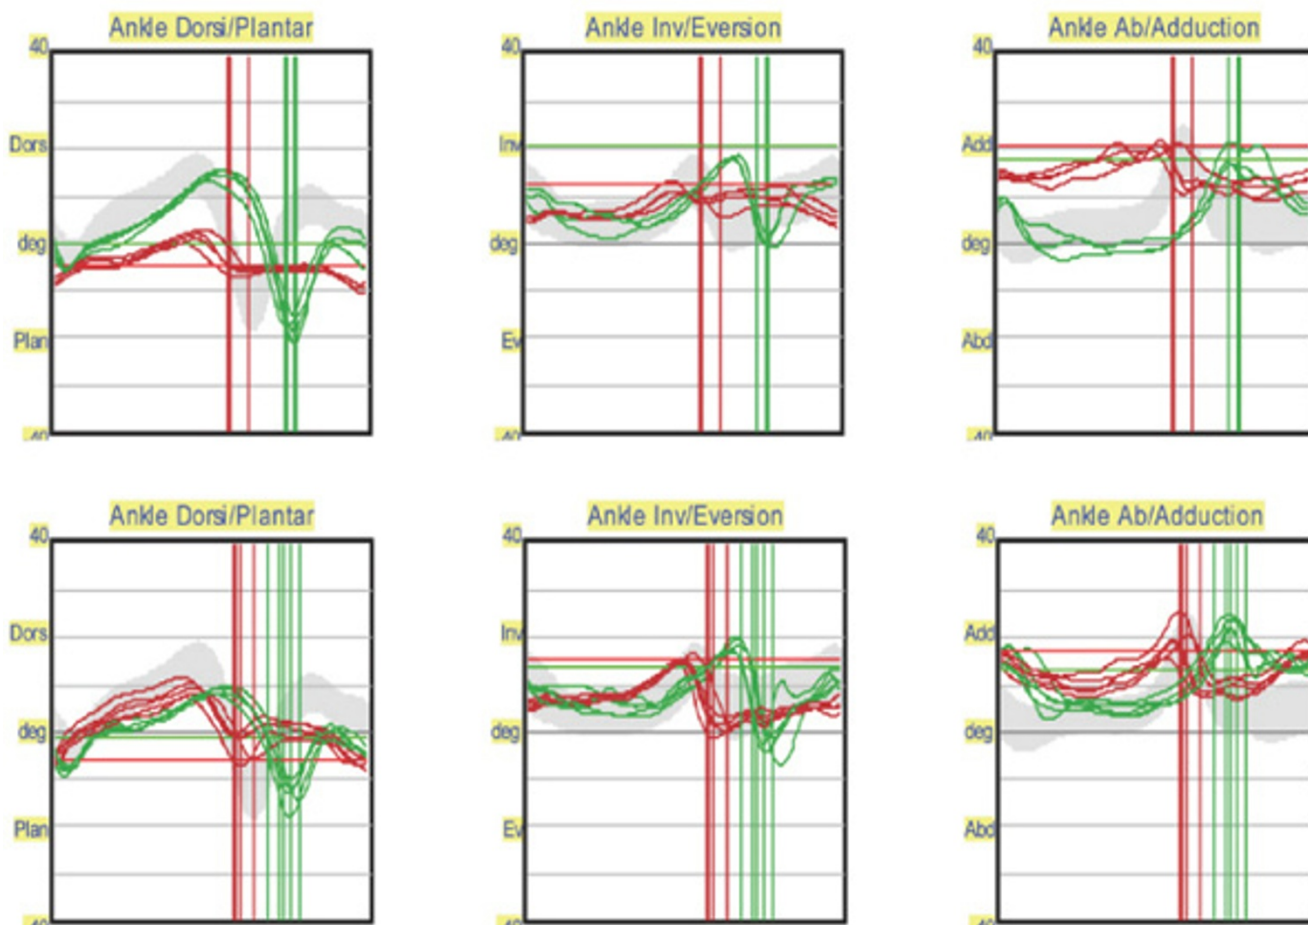 Ankle Dorsi/Plantar
Ankle Inv/Eversion
Ankle Ab/Adduction
40
40
40
Dors
Inv
Add
deg
deg
deg
Plan
Ev
Abd
Ankle Dorsi/Plantar
Ankle Inv/Eversion
Ankle Ab/Adduction
40
40
40
Dors
Inv
Add
deg
deg
deg
Plan
Ev
Abd